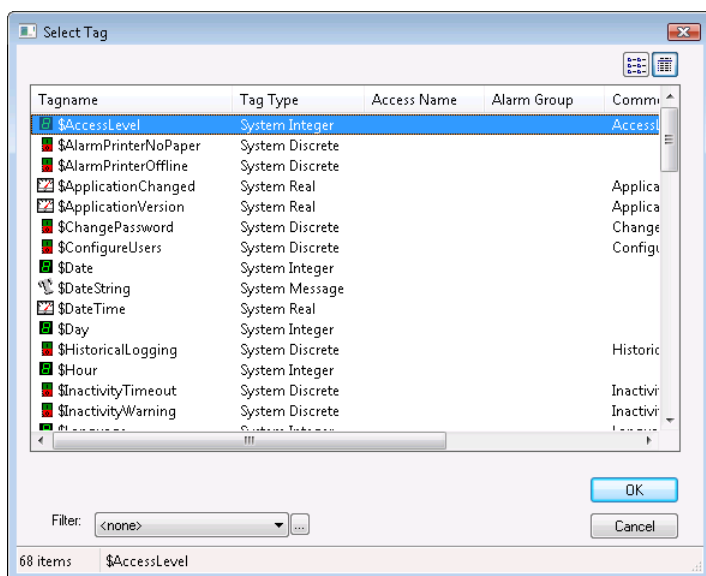 Select Tag
Tagname Tag Type Access Name Alarm Group Comm
$AccessLevel System Integer AccessL
$AlarmPrinterNoPaper System Discrete
$AlarmPrinterOffline System Discrete
$ApplicationChanged System Real Applica
$ApplicationVersion System Real Applica
$ChangePassword System Discrete Change
$ConfigureUsers System Discrete Configu
$Date System Integer
$DateString System Message
$DateTime System Real
$Day System Integer
$HistoricalLogging System Discrete Historic
$Hour System Integer
$InactivityTimeout System Discrete Inactivi
$InactivityWarning System Discrete Inactivi
OK
Filter: <none> ... Cancel
68 items $AccessLevel